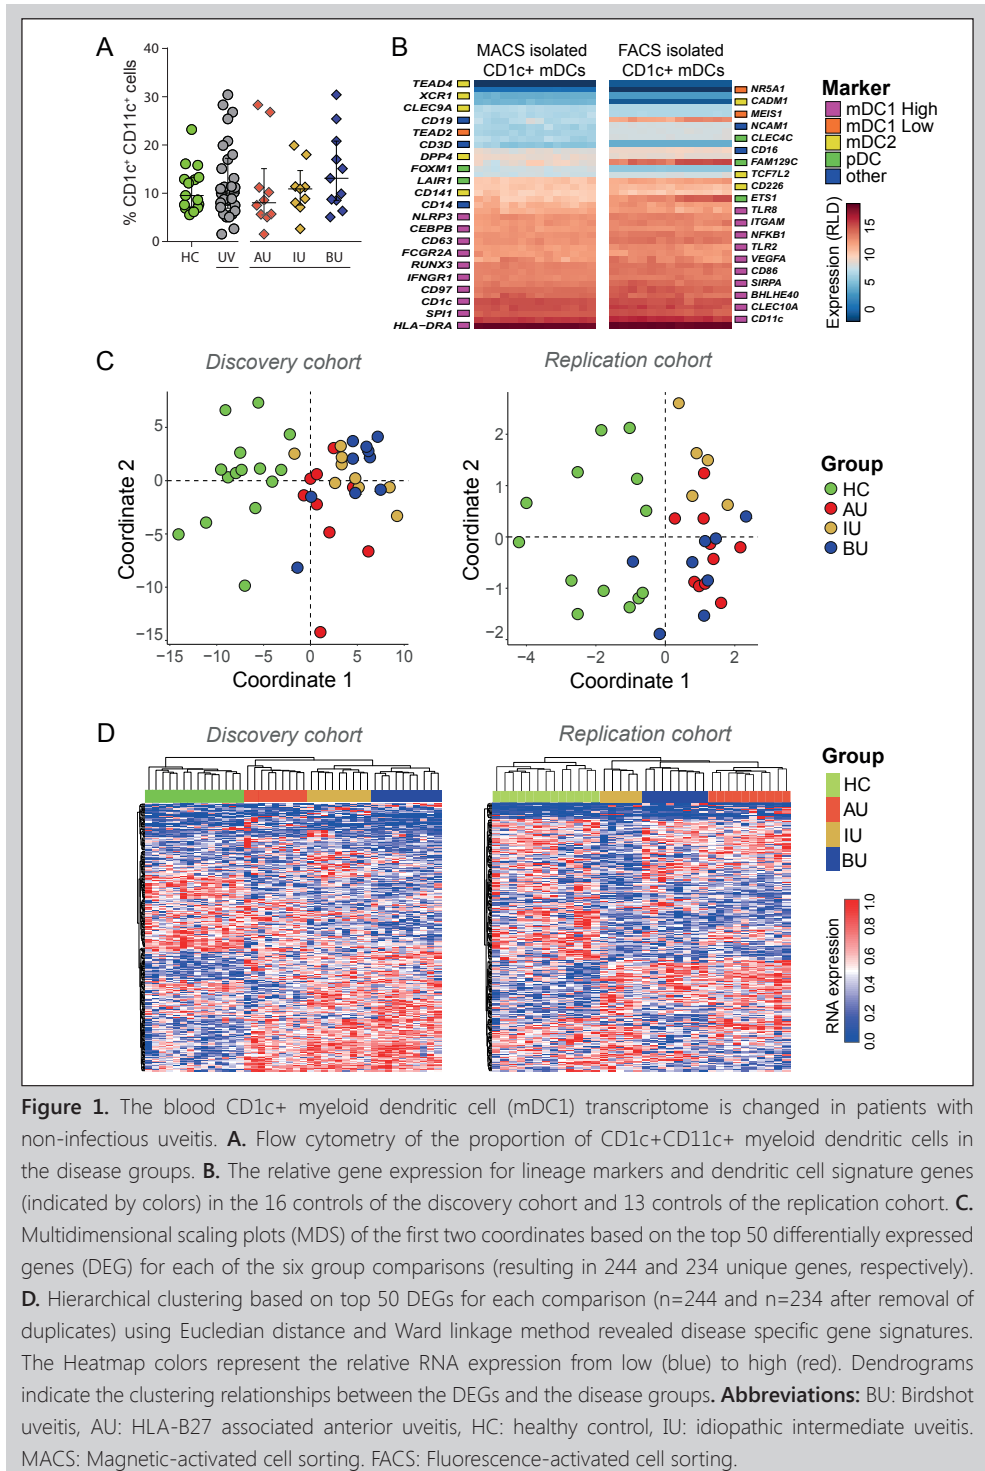 A
% CD1c+ CD11c+ cells
40
30
20
10
0
HC
UV
AU
IU
BU
B
MACS isolated
CD1c+ mDCs
FACS isolated
CD1c+ mDCs
TEAD4
XCR1
CLEC9A
CD19
TEAD2
CD3D
DPP4
FOXM1
LAIR1
CD141
CD14
NLRP3
CEBPB
CD63
FCGR2A
RUNX3
IFNGR1
CD97
CD1c
SPI1
HLA-DRA
NR5A1
CADM1
MEIS1
NCAM1
CLEC4C
CD16
FAM129C
TCF7L2
CD226
ETS1
TLR8
ITGAM
NFKB1
TLR2
VEGFA
CD86
SIRPA
BHLHE40
CLEC10A
CD11c
Marker
mDC1 High
mDC1 Low
mDC2
pDC
other
Expression (RLD)
15
10
5
0
C
Discovery cohort
Coordinate 2
5
0
−5
−10
−15
−15
−10
−5
0
5
10
Coordinate 1
Replication cohort
Coordinate 2
2
1
0
−1
−2
−4
−2
0
2
Coordinate 1
Group
HC
AU
IU
BU
D
Discovery cohort
Replication cohort
Group
HC
AU
IU
BU
RNA expression
1.0
0.8
0.6
0.4
0.2
0.0
Figure 1. The blood CD1c+ myeloid dendritic cell (mDC1) transcriptome is changed in patients with
non-infectious uveitis. A. Flow cytometry of the proportion of CD1c+CD11c+ myeloid dendritic cells in
the disease groups. B. The relative gene expression for lineage markers and dendritic cell signature genes
(indicated by colors) in the 16 controls of the discovery cohort and 13 controls of the replication cohort. C.
Multidimensional scaling plots (MDS) of the first two coordinates based on the top 50 differentially expressed
genes (DEG) for each of the six group comparisons (resulting in 244 and 234 unique genes, respectively).
D. Hierarchical clustering based on top 50 DEGs for each comparison (n=244 and n=234 after removal of
duplicates) using Eucledian distance and Ward linkage method revealed disease specific gene signatures.
The Heatmap colors represent the relative RNA expression from low (blue) to high (red). Dendrograms
indicate the clustering relationships between the DEGs and the disease groups. Abbreviations: BU: Birdshot
uveitis, AU: HLA-B27 associated anterior uveitis, HC: healthy control, IU: idiopathic intermediate uveitis.
MACS: Magnetic-activated cell sorting. FACS: Fluorescence-activated cell sorting.